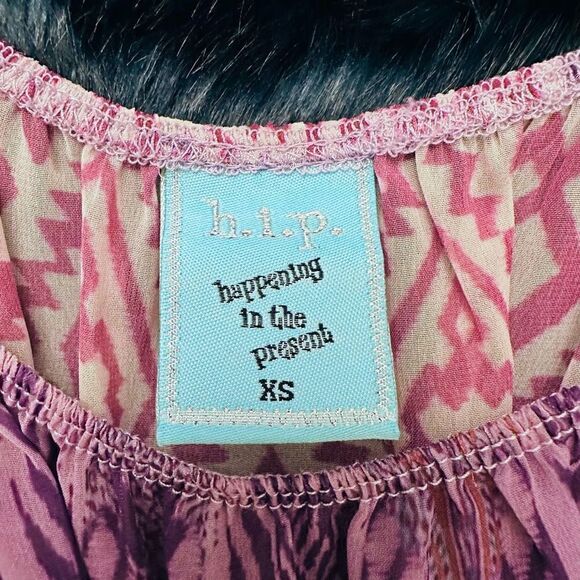 h.i.p.
happening
in the
present
XS